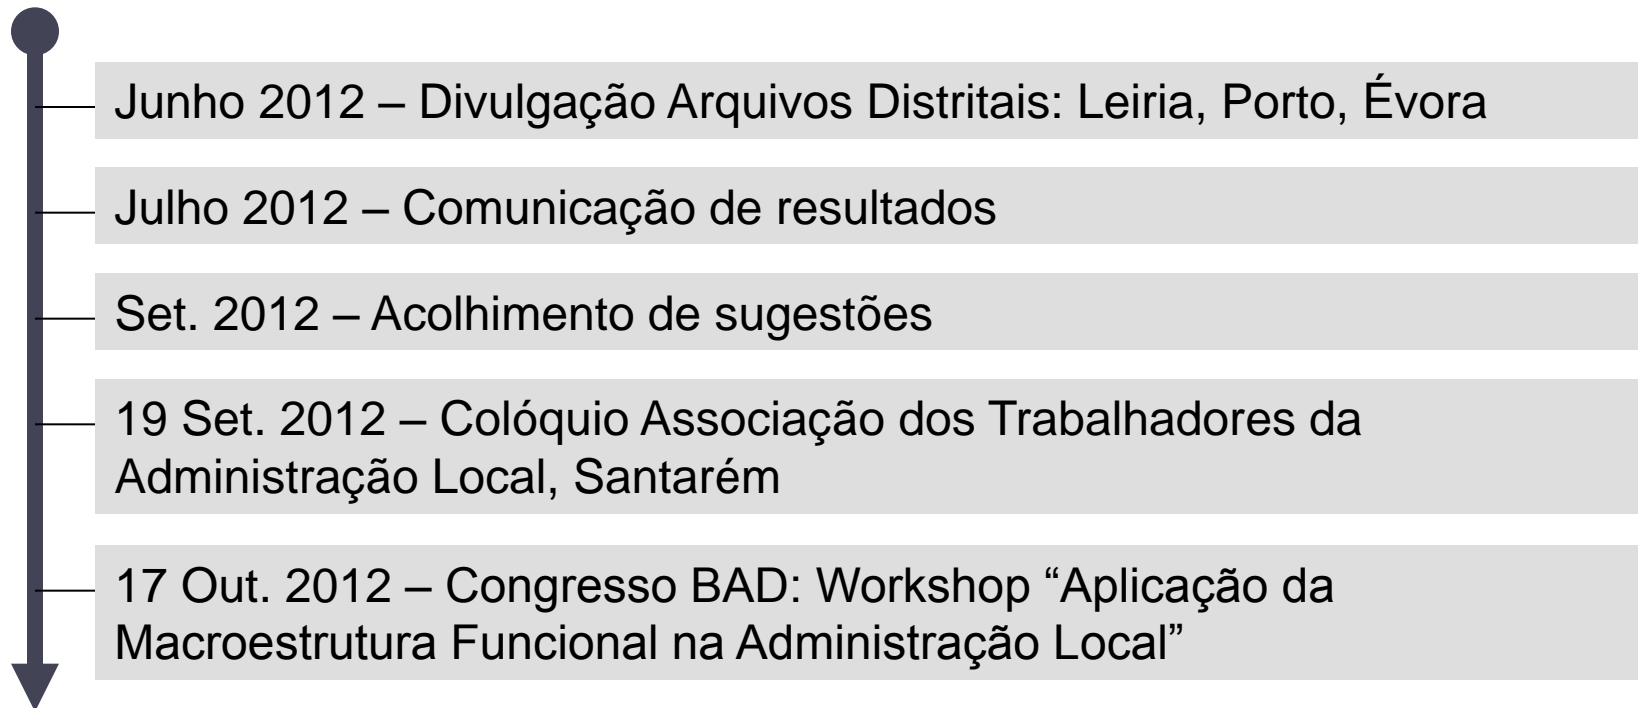 Junho 2012 – Divulgação Arquivos Distritais: Leiria, Porto, Évora
Julho 2012 – Comunicação de resultados
Set. 2012 – Acolhimento de sugestões
19 Set. 2012 – Colóquio Associação dos Trabalhadores da
Administração Local, Santarém
17 Out. 2012 – Congresso BAD: Workshop “Aplicação da
Macroestrutura Funcional na Administração Local”